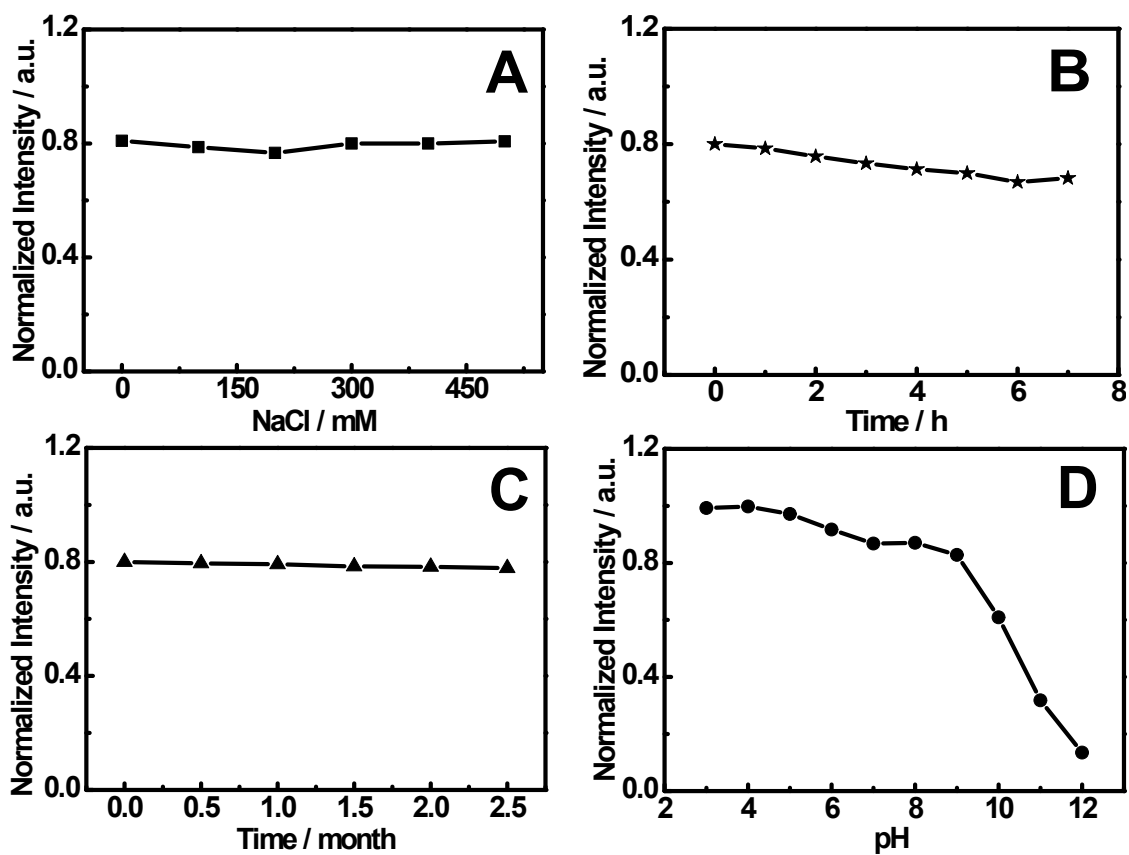 A
Normalized Intensity / a.u.
1.2
0.8
0.4
0.0
0 150 300 450
NaCl / mM
B
Normalized Intensity / a.u.
1.2
0.8
0.4
0.0
0 2 4 6 8
Time / h
C
Normalized Intensity / a.u.
1.2
0.8
0.4
0.0
0.0 0.5 1.0 1.5 2.0 2.5
Time / month
D
Normalized Intensity / a.u.
1.2
0.8
0.4
0.0
2 4 6 8 10 12
pH